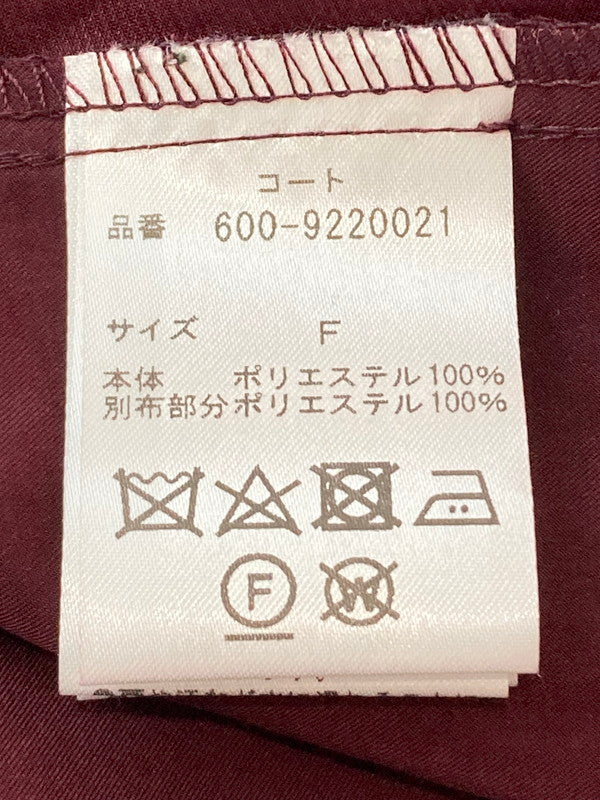 コート
品番 600-9220021
サイズ F
本体 ポリエステル100%
別布部分ポリエステル100%
F W